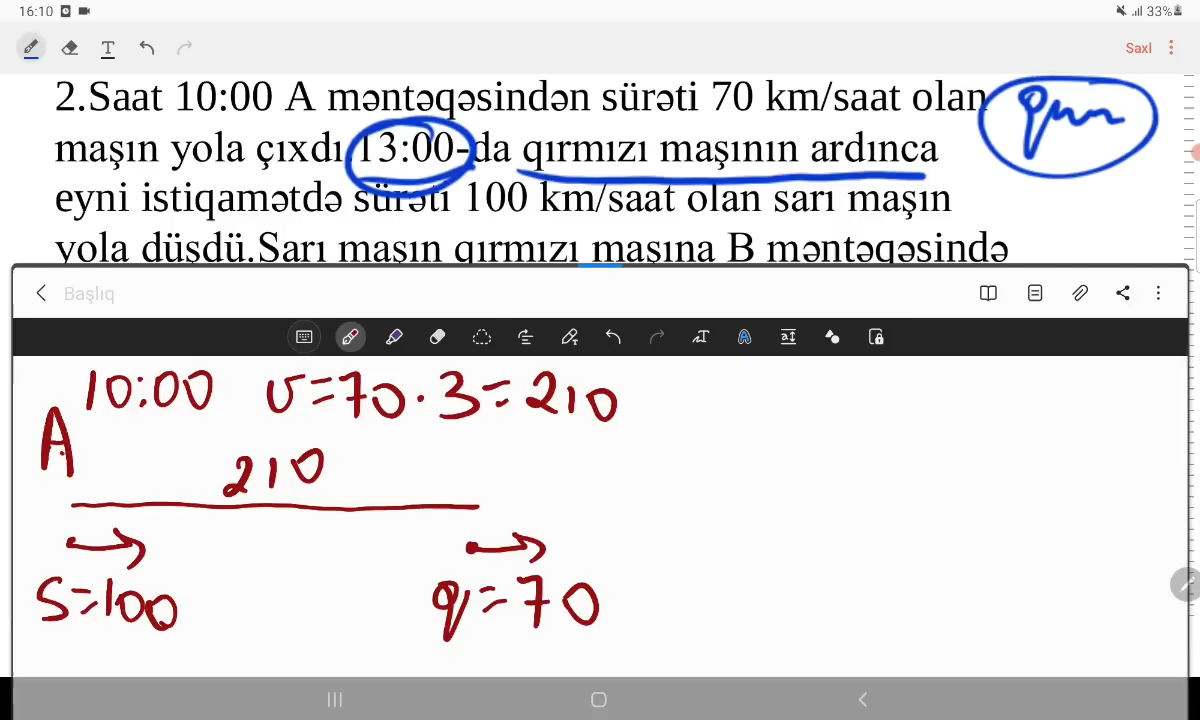 16:10 33%
Saxl
2.Saat 10:00 A məntəqəsindən sürəti 70 km/saat olan
maşın yola çıxdı.13:00-da qırmızı maşının ardınca
eyni istiqamətdə sürəti 100 km/saat olan sarı maşın
yola düşdü.Sarı maşın qırmızı maşına B məntəqəsində
Başlıq
10:00 v=70·3=210
A
210
S=100 q=70